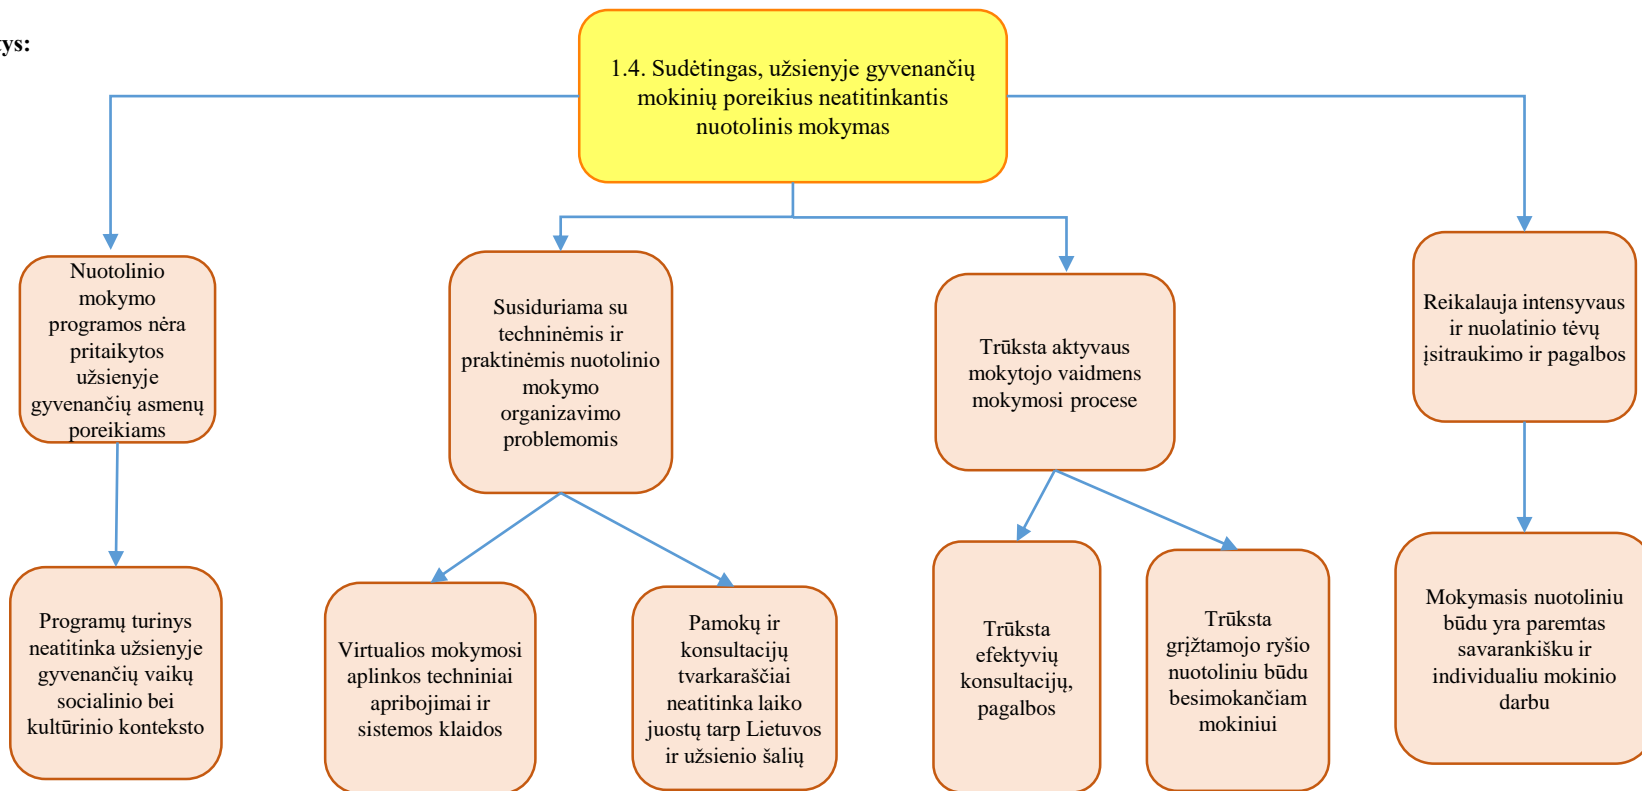 tys:
1.4. Sudėtingas, užsienyje gyvenančių
mokinių poreikius neatitinkantis
nuotolinis mokymas
Nuotolinio
mokymo
programos nėra
pritaikytos
užsienyje
gyvenančių asmenų
poreikiams
Susiduriama su
techninėmis ir
praktinėmis nuotolinio
mokymo
organizavimo
problemomis
Trūksta aktyvaus
mokytojo vaidmens
mokymosi procese
Reikalauja intensyvaus
ir nuolatinio tėvų
įsitraukimo ir pagalbos
Programų turinys
neatitinka užsienyje
gyvenančių vaikų
socialinio bei
kultūrinio konteksto
Virtualios mokymosi
aplinkos techniniai
apribojimai ir
sistemos klaidos
Pamokų ir
konsultacijų
tvarkaraščiai
neatitinka laiko
juostų tarp Lietuvos
ir užsienio šalių
Trūksta
efektyvių
konsultacijų,
pagalbos
Trūksta
grįžtamojo ryšio
nuotoliniu būdu
besimokančiam
mokiniui
Mokymasis nuotoliniu
būdu yra paremtas
savarankišku ir
individualiu mokinio
darbu